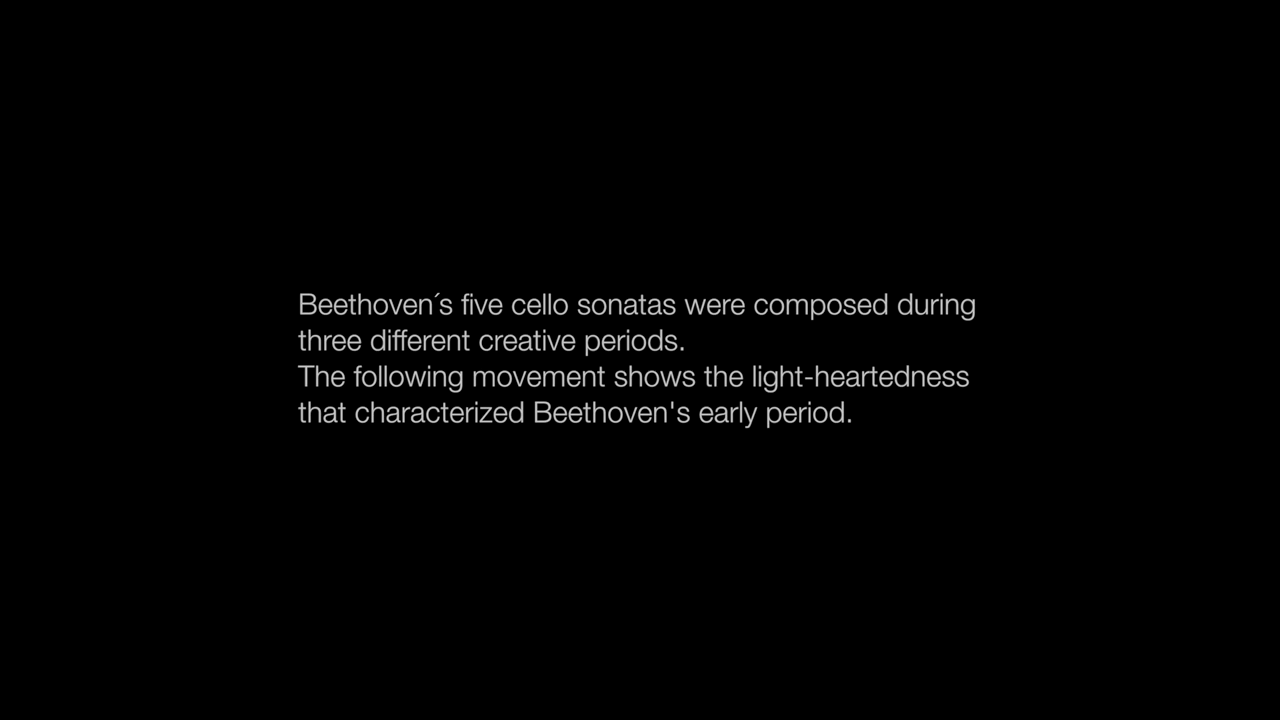 Beethoven´s five cello sonatas were composed during
three different creative periods.
The following movement shows the light-heartedness
that characterized Beethoven's early period.